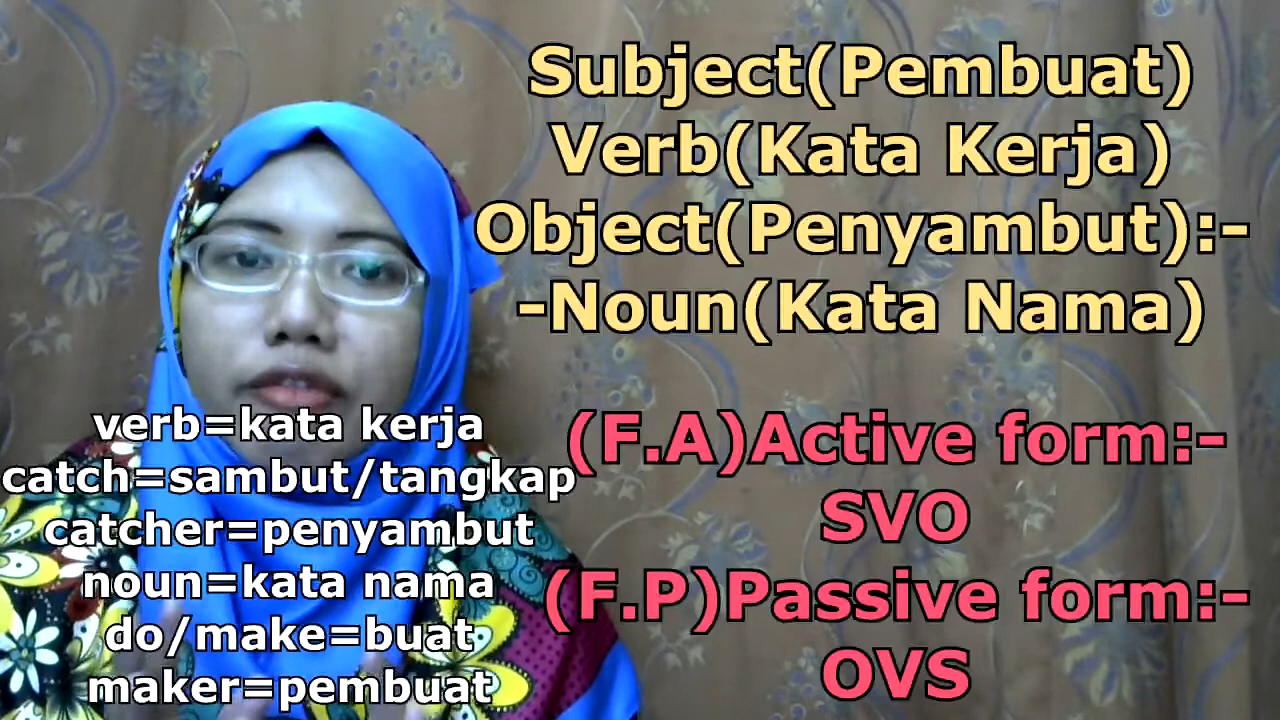 Subject(Pembuat)
Verb(Kata Kerja)
Object(Penyambut):-
-Noun(Kata Nama)
(F.A)Active form:-
SVO
(F.P)Passive form:-
OVS
verb=kata kerja
catch=sambut/tangkap
catcher=penyambut
noun=kata nama
do/make=buat
maker=pembuat